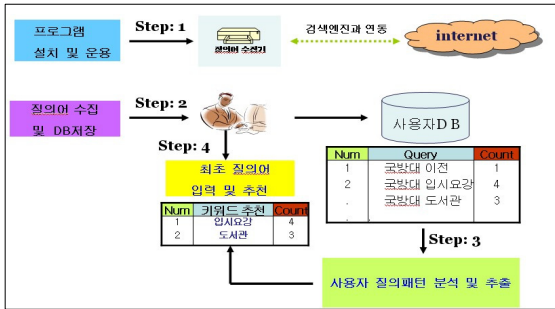 프로그램
설치 및 운용
Step: 1
질의어 수집기
검색엔진과 연동
internet
질의어 수집
및 DB저장
Step: 2
사용자D B
Step: 4
최초 질의어
입력 및 추천
Num 키워드 추천 Count
1 입시요강 4
2 도서관 3
Num Query Count
1 국방대 이전 1
2 국방대 입시요강 4
. 국방대 도서관 3
. .
Step: 3
사용자 질의패턴 분석 및 추출